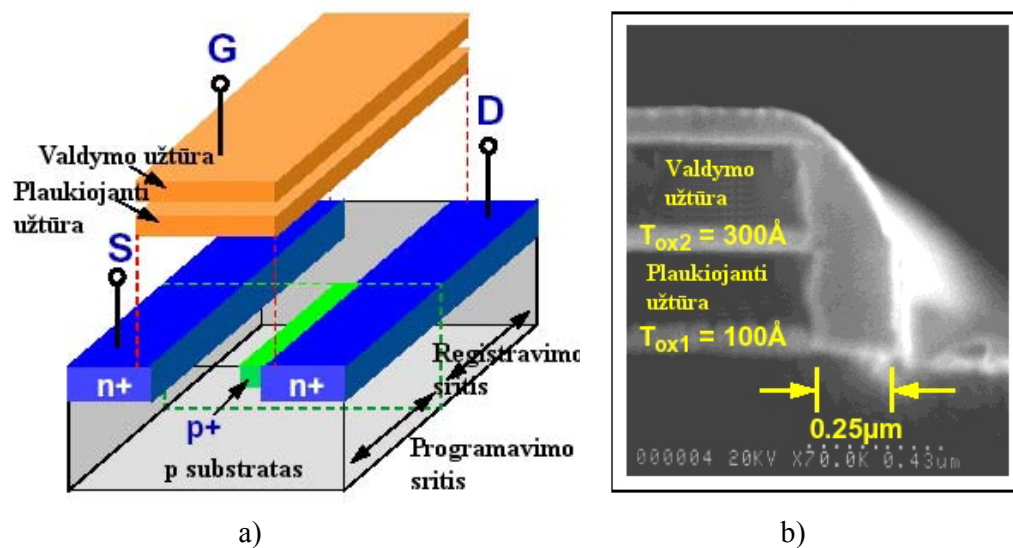 G
D
Valdymo užtūra
Plaukiojanti
užtūra
S
n+
n+
p+
p substratas
Registravimo
sritis
Programavimo
sritis
Valdymo
užtūra
Tox2 = 300Å
Plaukiojanti
užtūra
Tox1 = 100Å
0.25µm
000004 20KV X70.0K 0.43um
a)
b)